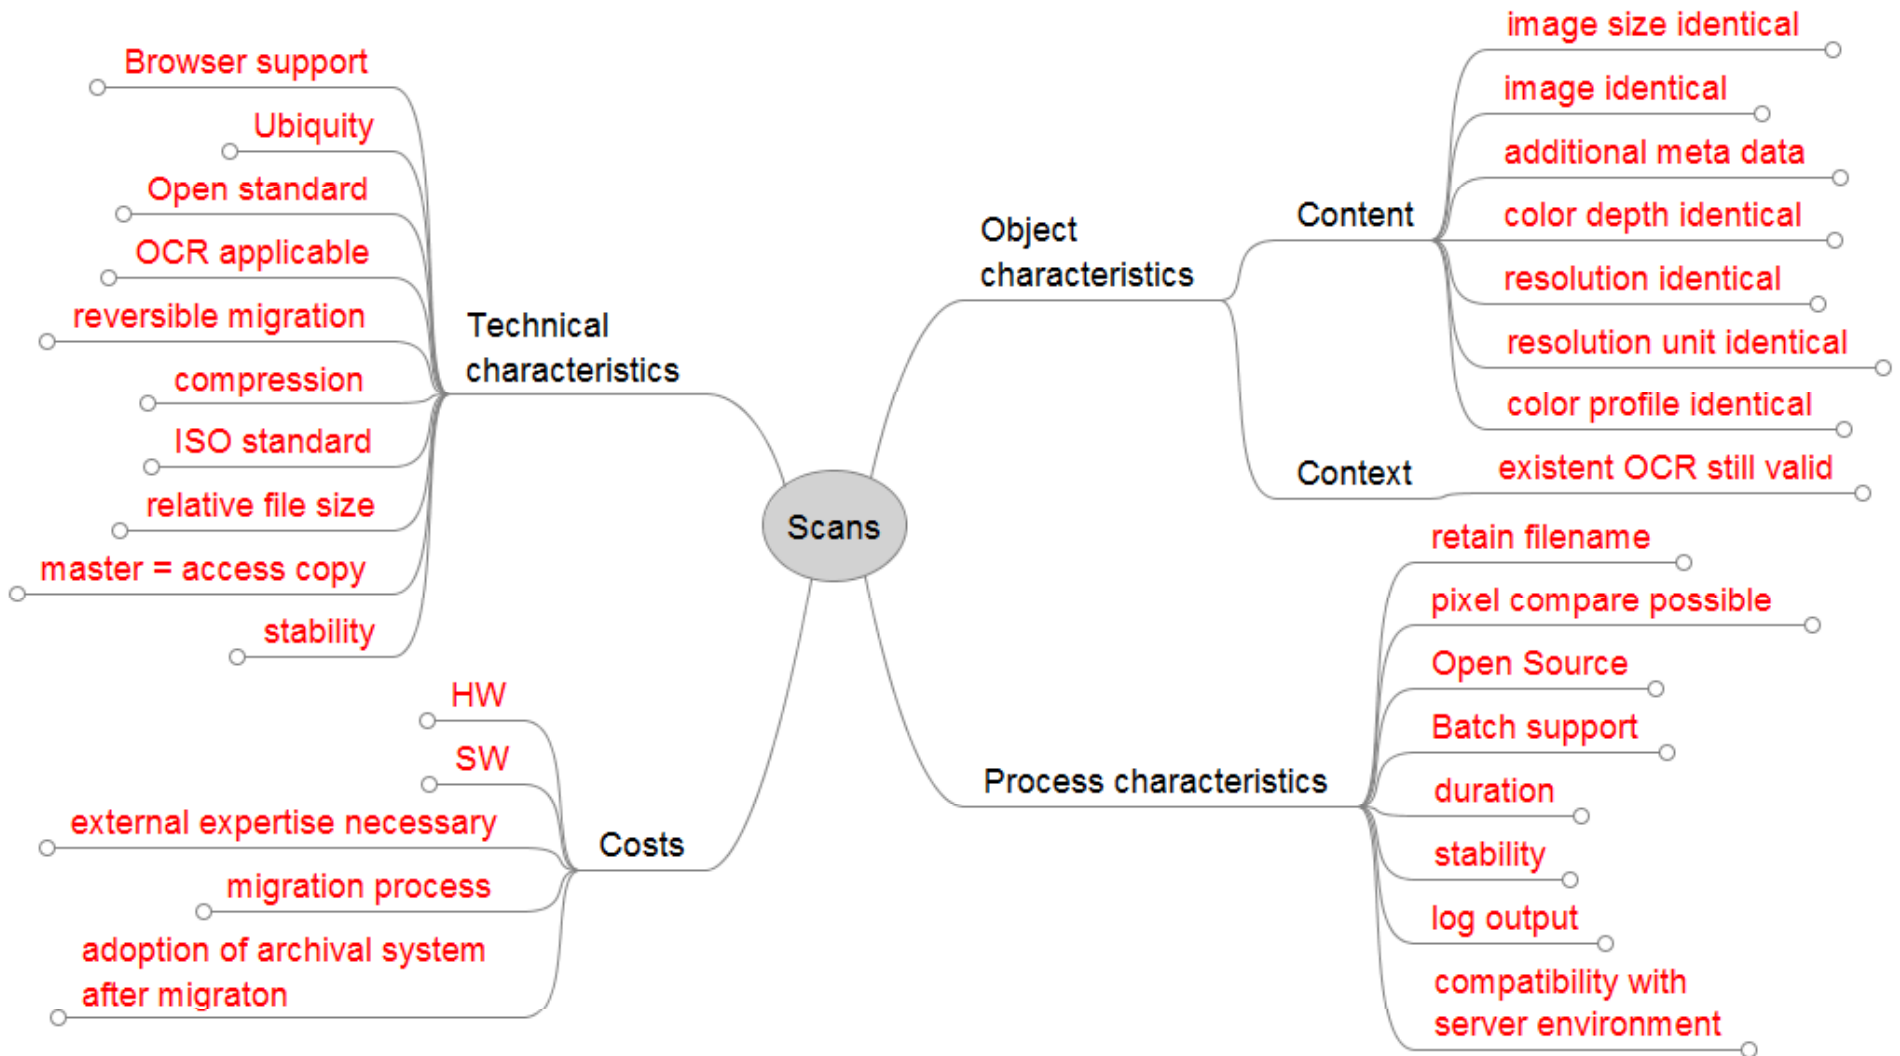 Browser support
Ubiquity
Open standard
OCR applicable
reversible migration
compression
ISO standard
relative file size
master = access copy
stability
Technical
characteristics
HW
SW
external expertise necessary
migration process
adoption of archival system
after migraton
Costs
Scans
Object
characteristics
Content
image size identical
image identical
additional meta data
color depth identical
resolution identical
resolution unit identical
color profile identical
Context
existent OCR still valid
Process characteristics
retain filename
pixel compare possible
Open Source
Batch support
duration
stability
log output
compatibility with
server environment